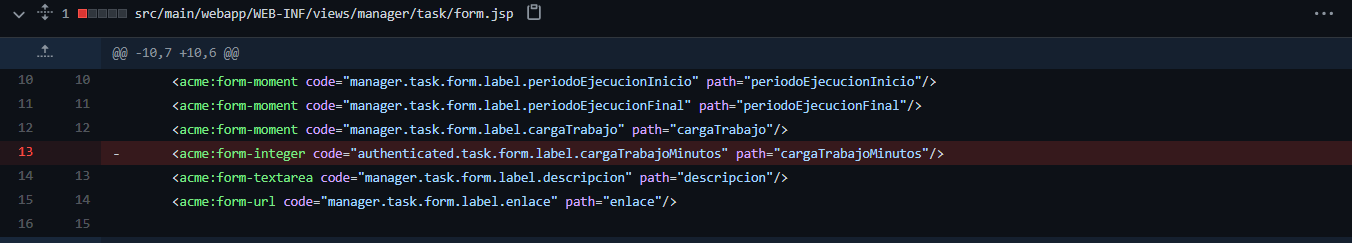 1 src/main/webapp/WEB-INF/views/manager/task/form.jsp
@@ -10,7 +10,6 @@
10 10 <acme:form-moment code="manager.task.form.label.periodoEjecucionInicio" path="periodoEjecucionInicio"/>
11 11 <acme:form-moment code="manager.task.form.label.periodoEjecucionFinal" path="periodoEjecucionFinal"/>
12 12 <acme:form-moment code="manager.task.form.label.cargaTrabajo" path="cargaTrabajo"/>
13 - <acme:form-integer code="authenticated.task.form.label.cargaTrabajoMinutos" path="cargaTrabajoMinutos"/>
14 13 <acme:form-textarea code="manager.task.form.label.descripcion" path="descripcion"/>
15 14 <acme:form-url code="manager.task.form.label.enlace" path="enlace"/>
16 15